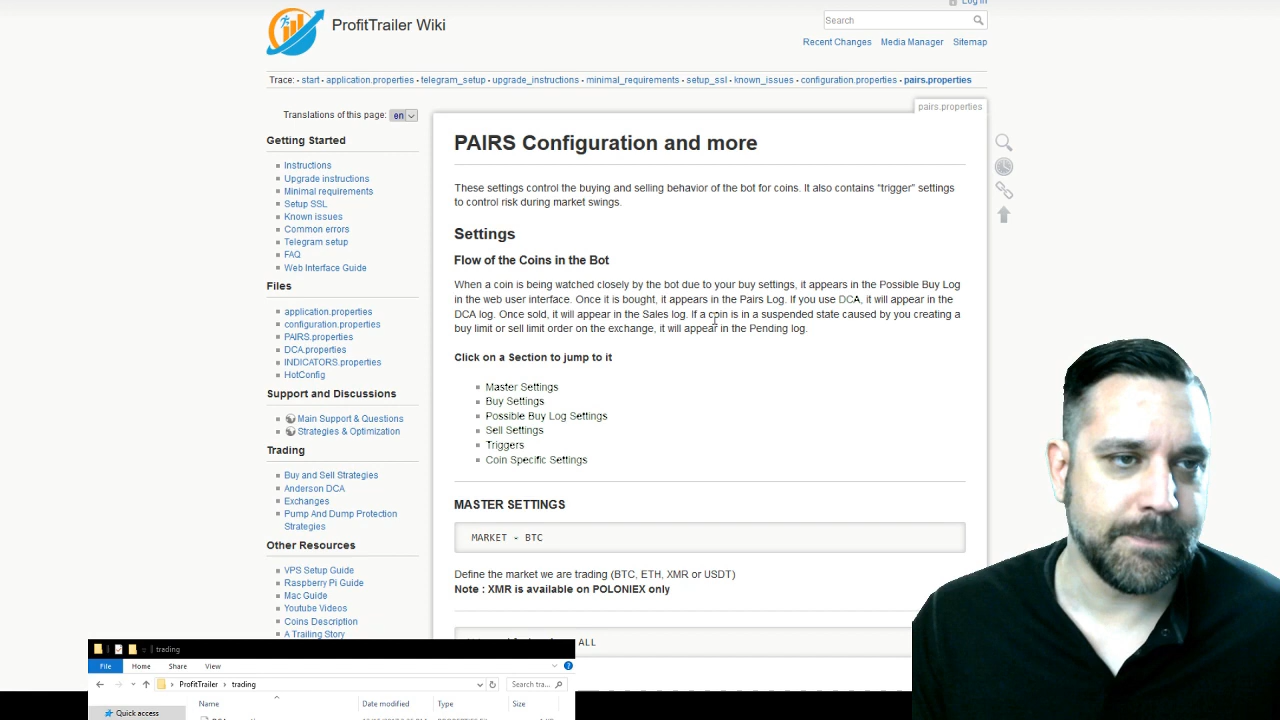 Log In
ProfitTrailer Wiki
Search
Recent Changes Media Manager Sitemap
Trace: • start • application.properties • telegram_setup • upgrade_instructions • minimal_requirements • setup_ssl • known_issues • configuration.properties • pairs.properties
pairs.properties
Translations of this page: en
Getting Started
Instructions
Upgrade instructions
Minimal requirements
Setup SSL
Known issues
Common errors
Telegram setup
FAQ
Web Interface Guide
Files
application.properties
configuration.properties
PAIRS.properties
DCA.properties
INDICATORS.properties
HotConfig
Support and Discussions
Main Support & Questions
Strategies & Optimization
Trading
Buy and Sell Strategies
Anderson DCA
Exchanges
Pump And Dump Protection
Strategies
Other Resources
VPS Setup Guide
Raspberry Pi Guide
Mac Guide
Youtube Videos
Coins Description
A Trailing Story
PAIRS Configuration and more
These settings control the buying and selling behavior of the bot for coins. It also contains "trigger" settings
to control risk during market swings.
Settings
Flow of the Coins in the Bot
When a coin is being watched closely by the bot due to your buy settings, it appears in the Possible Buy Log
in the web user interface. Once it is bought, it appears in the Pairs Log. If you use DCA, it will appear in the
DCA log. Once sold, it will appear in the Sales log. If a coin is in a suspended state caused by you creating a
buy limit or sell limit order on the exchange, it will appear in the Pending log.
Click on a Section to jump to it
Master Settings
Buy Settings
Possible Buy Log Settings
Sell Settings
Triggers
Coin Specific Settings
MASTER SETTINGS
MARKET - BTC
Define the market we are trading (BTC, ETH, XMR or USDT)
Note : XMR is available on POLONIEX only
ALL
trading
File Home Share View
ProfitTrailer › trading
Search tra...
Name Date modified Type Size
Quick access